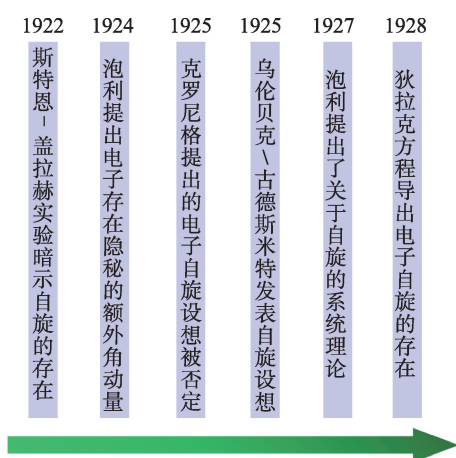 1922
斯特恩-盖拉赫实验暗示自旋的存在
1924
泡利提出电子存在隐秘的额外角动量
1925
克罗尼格提出的电子自旋设想被否定
1925
乌伦贝克\古德斯米特发表自旋设想
1927
泡利提出了关于自旋的系统理论
1928
狄拉克方程导出电子自旋的存在